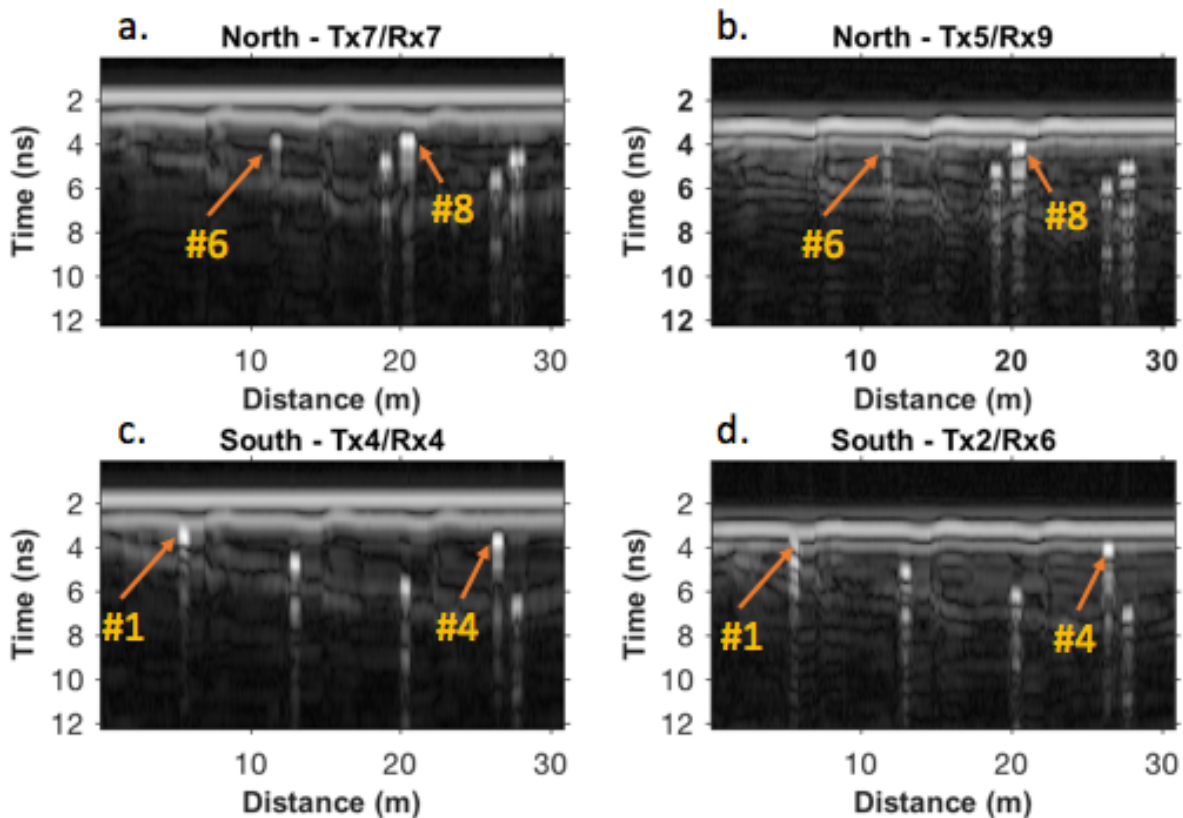 a.
North - Tx7/Rx7
Time (ns)
2
4
6
8
10
12
#6
#8
10
20
30
Distance (m)
b.
North - Tx5/Rx9
Time (ns)
2
4
6
8
10
12
#6
#8
10
20
30
Distance (m)
c.
South - Tx4/Rx4
Time (ns)
2
4
6
8
10
12
#1
#4
10
20
30
Distance (m)
d.
South - Tx2/Rx6
Time (ns)
2
4
6
8
10
12
#1
#4
10
20
30
Distance (m)